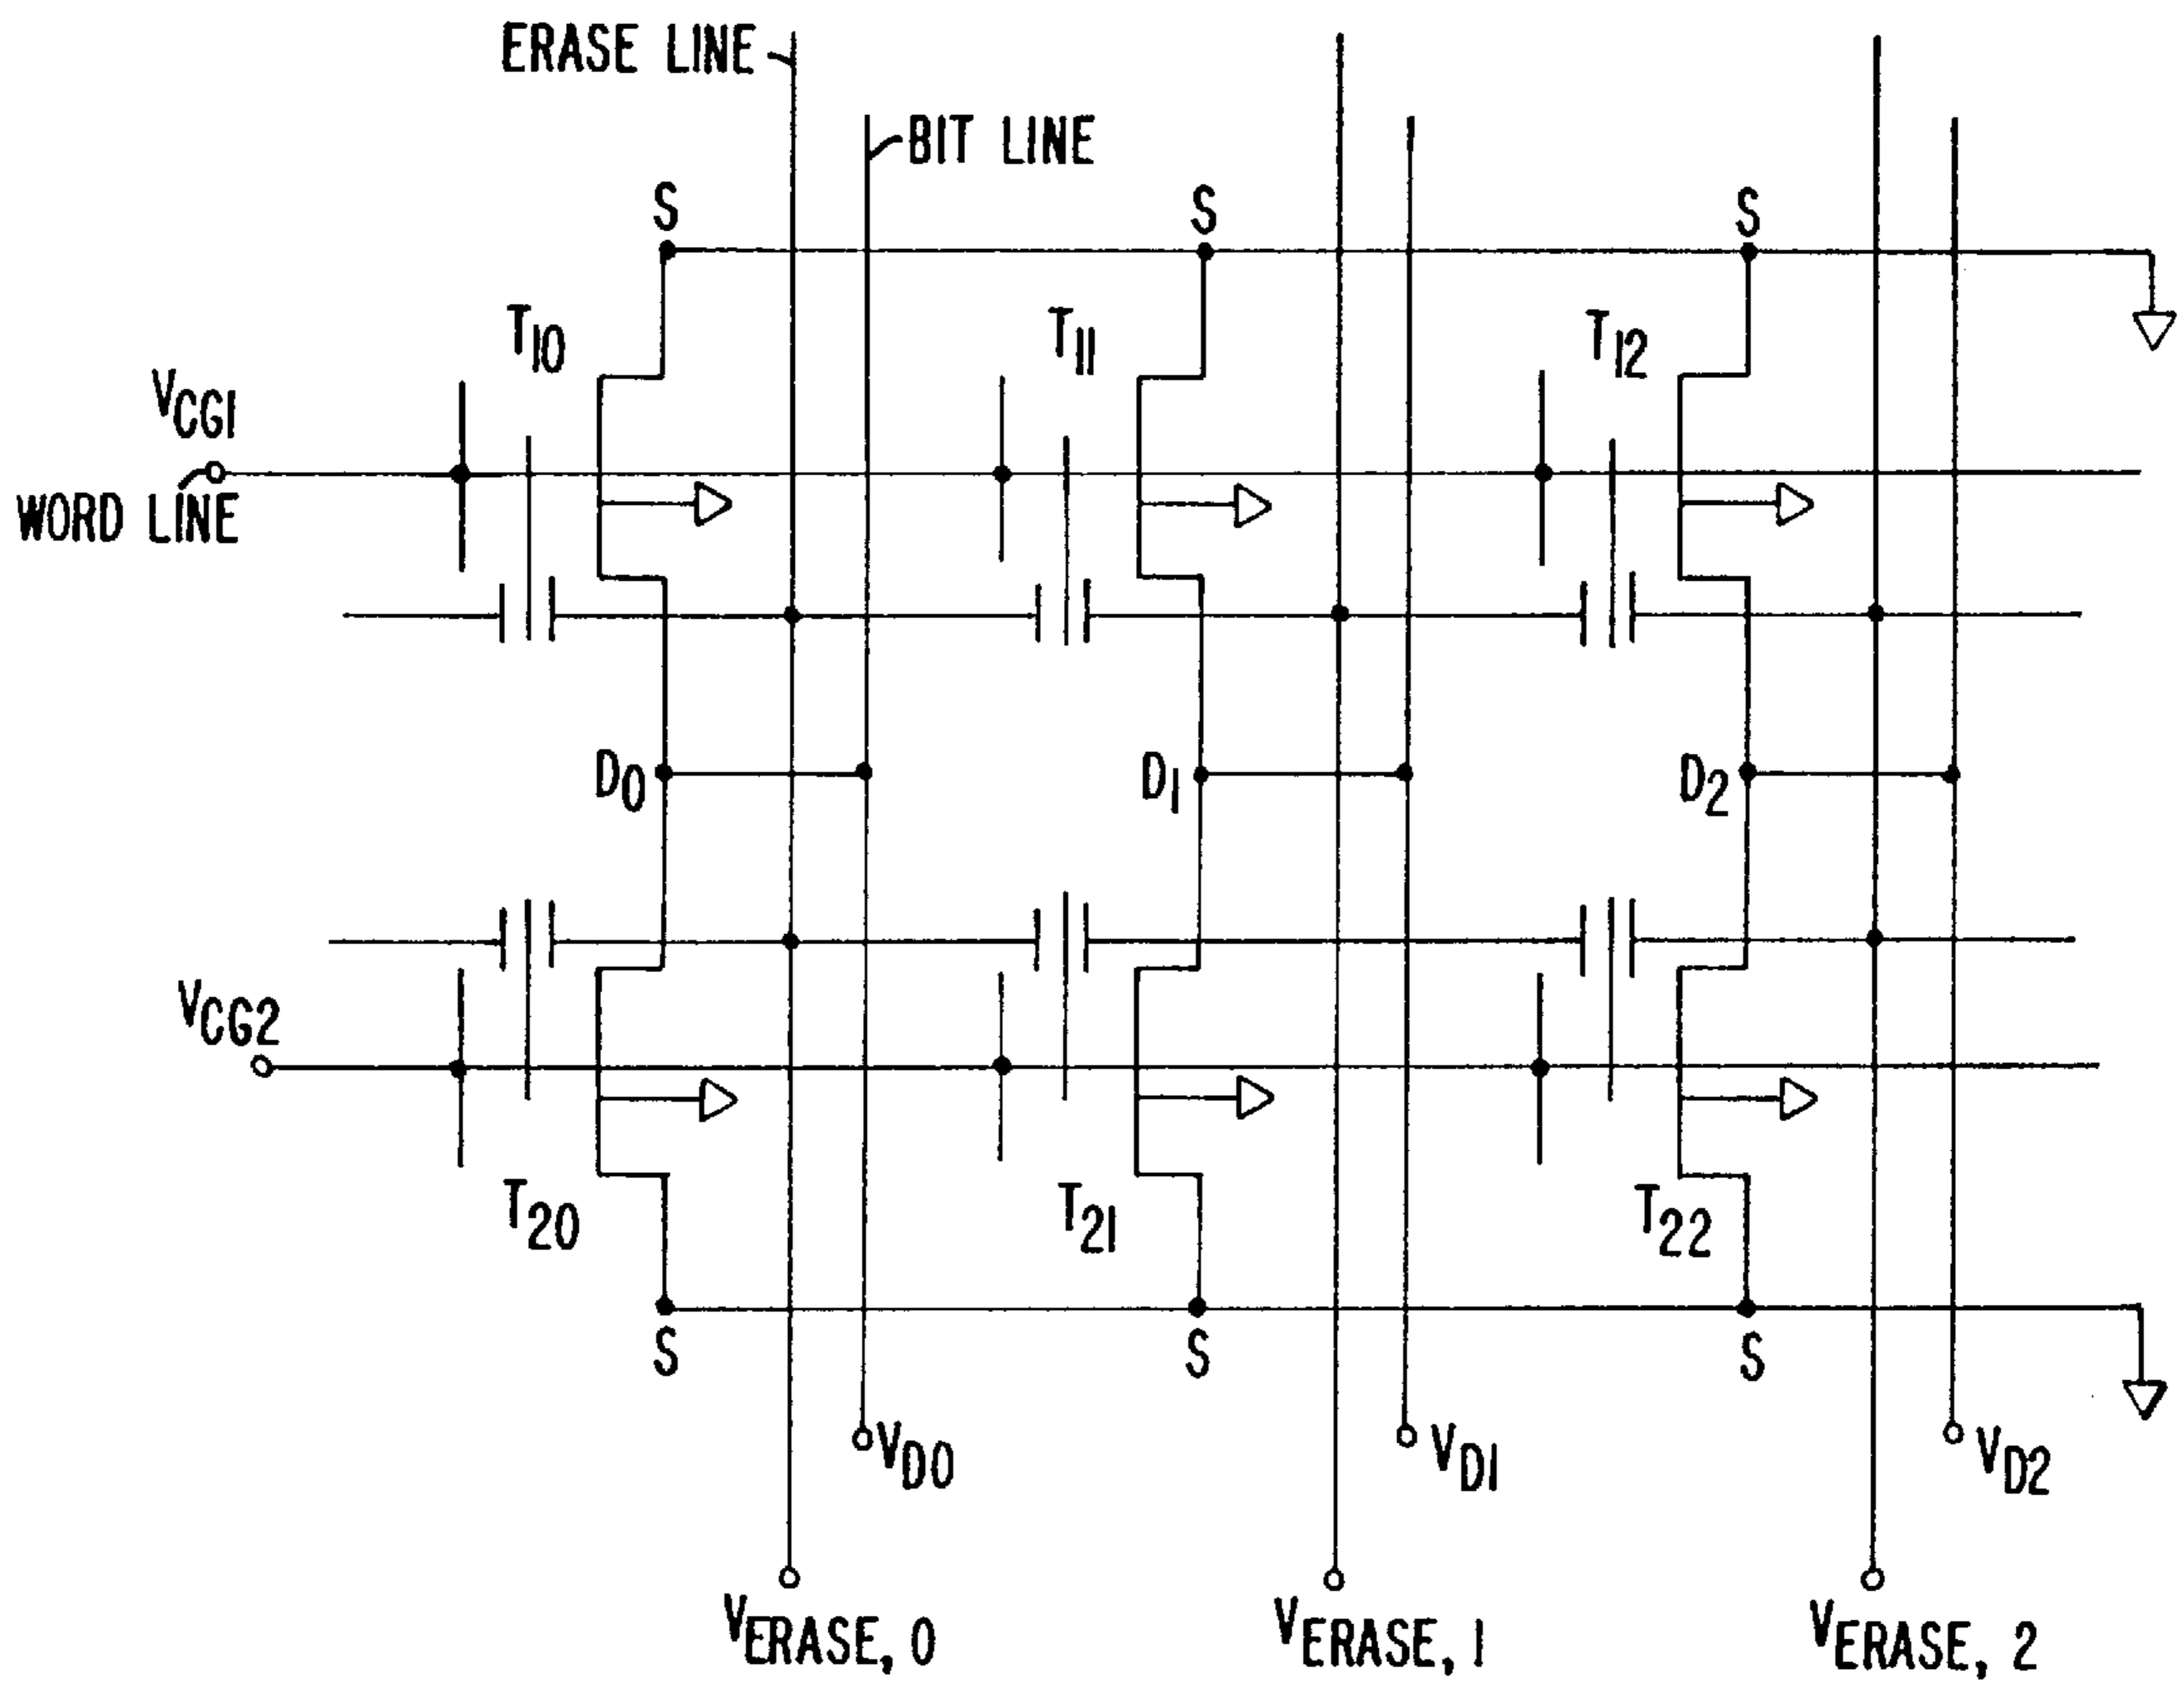 ERASE LINE
BIT LINE
S S S
T10 T11 T12
VCG1
WORD LINE
D0 D1 D2
VCG2
T20 T21 T22
S S S
VD0 VD1 VD2
VERASE, 0 VERASE, 1 VERASE, 2